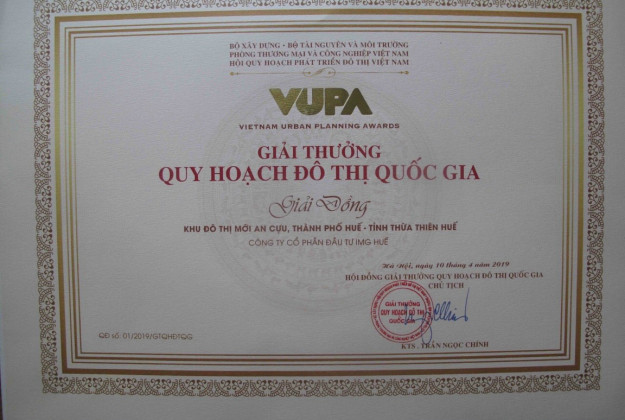 BỘ XÂY DỰNG - BỘ TÀI NGUYÊN VÀ MÔI TRƯỜNG
PHÒNG THƯƠNG MẠI VÀ CÔNG NGHIỆP VIỆT NAM
HỘI QUY HOẠCH PHÁT TRIỂN ĐÔ THỊ VIỆT NAM
VUPA
VIETNAM URBAN PLANNING AWARDS
GIẢI THƯỞNG
QUY HOẠCH ĐÔ THỊ QUỐC GIA
Giải Đồng
KHU ĐÔ THỊ MỚI AN CỰU, THÀNH PHỐ HUẾ - TỈNH THỪA THIÊN HUẾ
CÔNG TY CỔ PHẦN ĐẦU TƯ IMG HUẾ
Hà Nội, ngày 10 tháng 4 năm 2019
HỘI ĐỒNG GIẢI THƯỞNG QUY HOẠCH ĐÔ THỊ QUỐC GIA
CHỦ TỊCH
GIẢI THƯỞNG
QUY HOẠCH ĐÔ THỊ
QUỐC GIA
QĐ số: 01/2019/GTQHĐTQG
KTS. TRẦN NGỌC CHÍNH